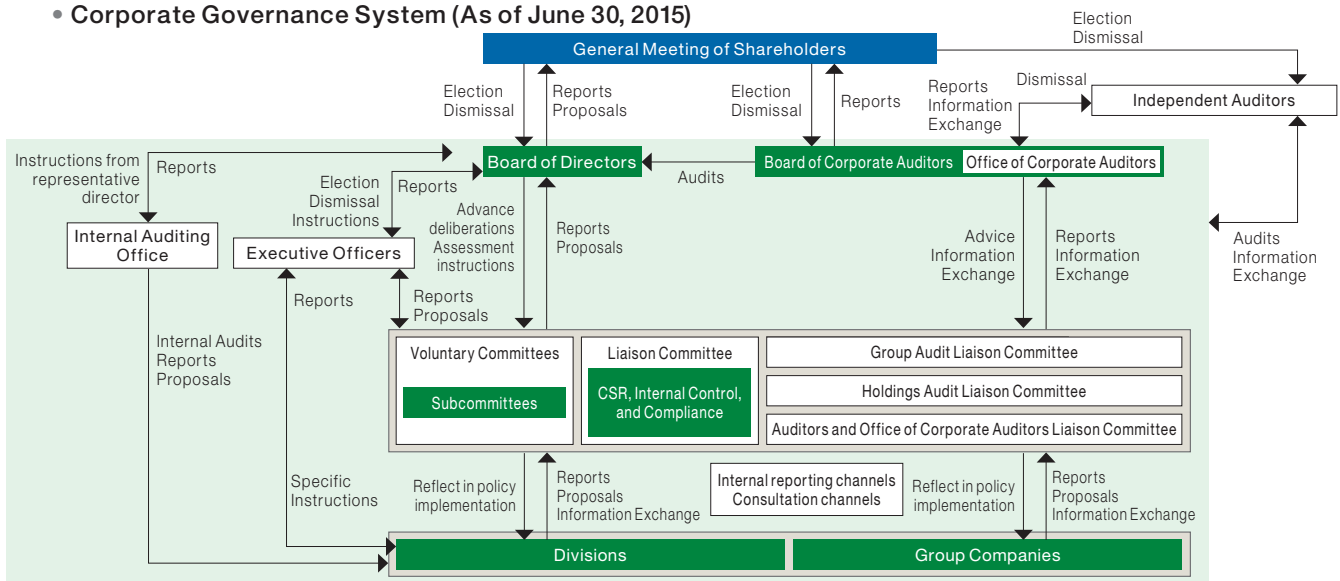 • Corporate Governance System (As of June 30, 2015)
General Meeting of Shareholders
Election
Dismissal
Election
Dismissal
Reports
Proposals
Election
Dismissal
Reports
Reports
Information
Exchange
Dismissal
Independent Auditors
Instructions from
representative
director
Reports
Board of Directors
Audits
Board of Corporate Auditors
Office of Corporate Auditors
Election
Dismissal
Instructions
Reports
Internal Auditing
Office
Executive Officers
Advance
deliberations
Assessment
instructions
Reports
Proposals
Advice
Information
Exchange
Reports
Information
Exchange
Audits
Information
Exchange
Reports
Reports
Proposals
Internal Audits
Reports
Proposals
Voluntary Committees
Subcommittees
Liaison Committee
CSR, Internal Control,
and Compliance
Group Audit Liaison Committee
Holdings Audit Liaison Committee
Auditors and Office of Corporate Auditors Liaison Committee
Specific
Instructions
Reflect in policy
implementation
Reports
Proposals
Information Exchange
Internal reporting channels
Consultation channels
Reflect in policy
implementation
Reports
Proposals
Information Exchange
Divisions
Group Companies